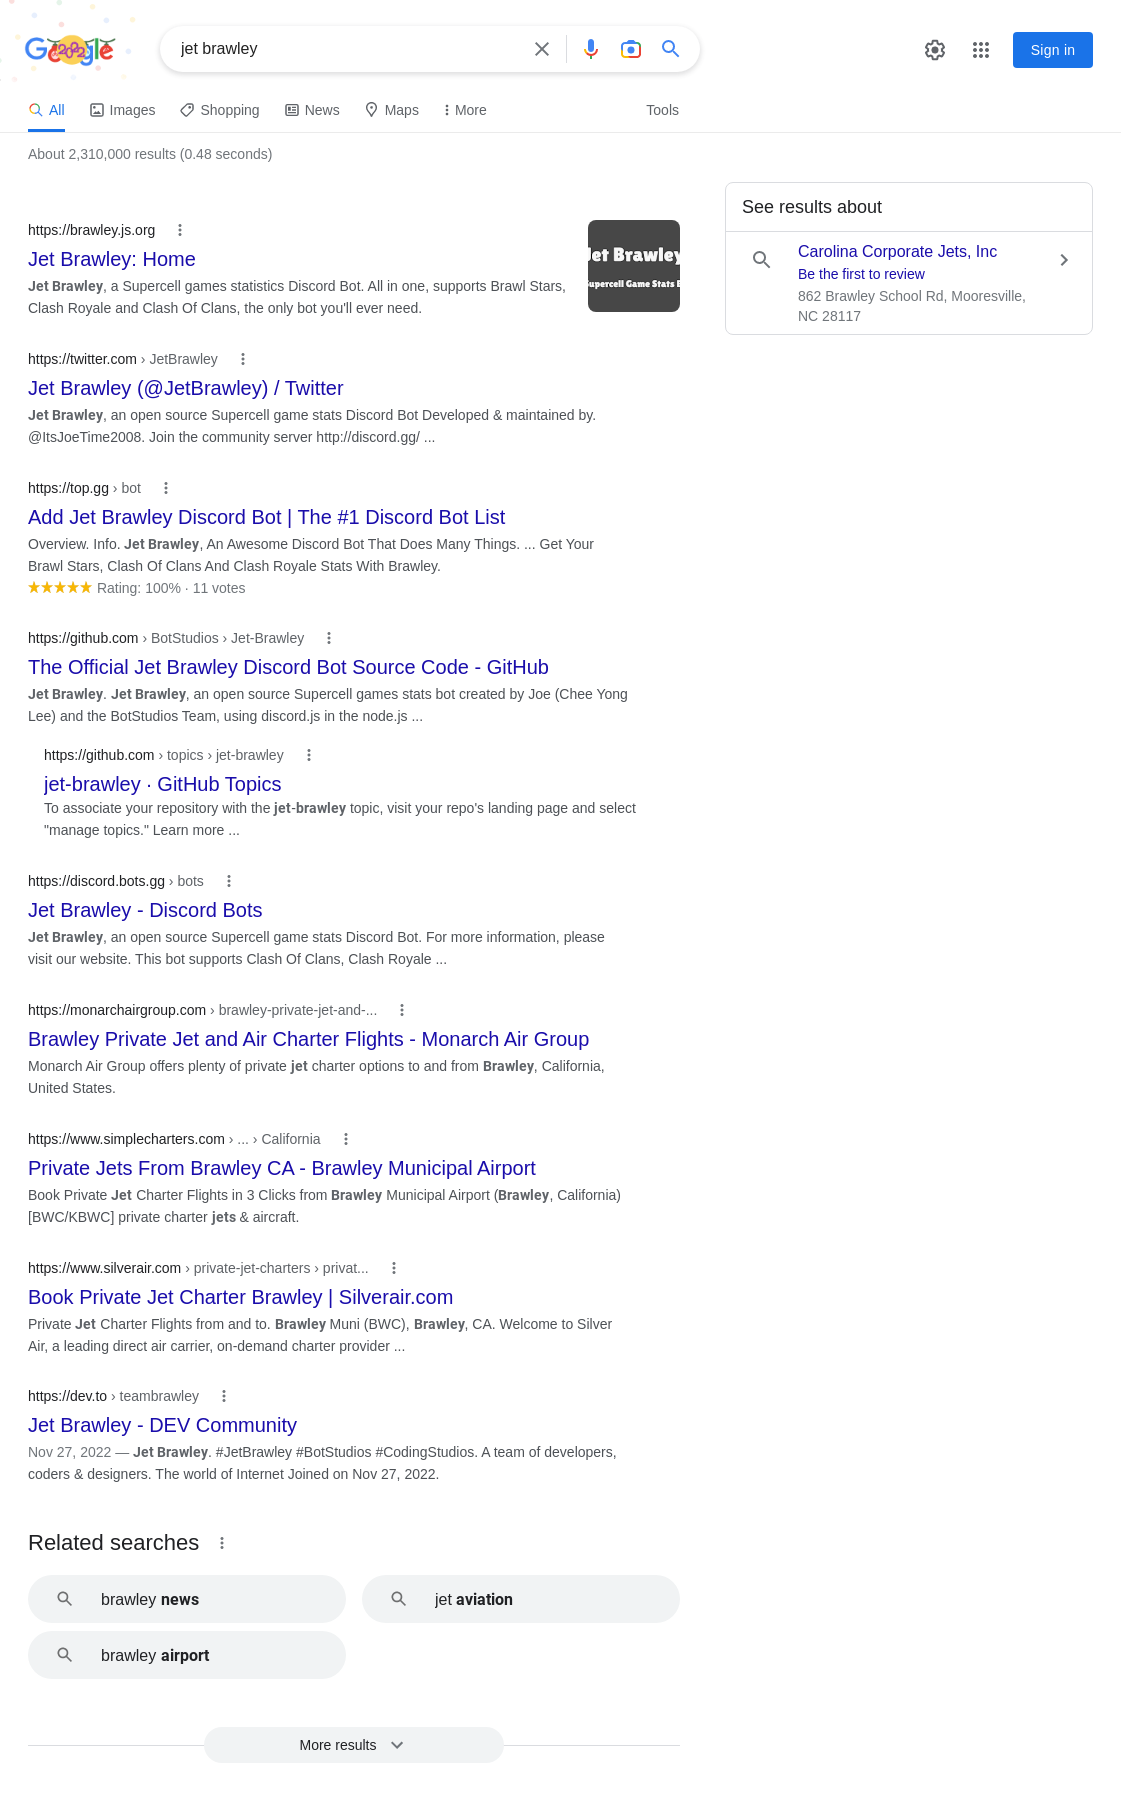 Google
jet brawley
Sign in
All
Images
Shopping
News
Maps
More
Tools
About 2,310,000 results (0.48 seconds)
https://brawley.js.org
Jet Brawley: Home
Jet Brawley, a Supercell games statistics Discord Bot. All in one, supports Brawl Stars,
Clash Royale and Clash Of Clans, the only bot you'll ever need.
Jet Brawley
Supercell Game Stats
https://twitter.com › JetBrawley
Jet Brawley (@JetBrawley) / Twitter
Jet Brawley, an open source Supercell game stats Discord Bot Developed & maintained by.
@ItsJoeTime2008. Join the community server http://discord.gg/ ...
https://top.gg › bot
Add Jet Brawley Discord Bot | The #1 Discord Bot List
Overview. Info. Jet Brawley, An Awesome Discord Bot That Does Many Things. ... Get Your
Brawl Stars, Clash Of Clans And Clash Royale Stats With Brawley.
Rating: 100% · 11 votes
https://github.com › BotStudios › Jet-Brawley
The Official Jet Brawley Discord Bot Source Code - GitHub
Jet Brawley. Jet Brawley, an open source Supercell games stats bot created by Joe (Chee Yong
Lee) and the BotStudios Team, using discord.js in the node.js ...
https://github.com › topics › jet-brawley
jet-brawley · GitHub Topics
To associate your repository with the jet-brawley topic, visit your repo's landing page and select
"manage topics." Learn more ...
https://discord.bots.gg › bots
Jet Brawley - Discord Bots
Jet Brawley, an open source Supercell game stats Discord Bot. For more information, please
visit our website. This bot supports Clash Of Clans, Clash Royale ...
https://monarchairgroup.com › brawley-private-jet-and-...
Brawley Private Jet and Air Charter Flights - Monarch Air Group
Monarch Air Group offers plenty of private jet charter options to and from Brawley, California,
United States.
https://www.simplecharters.com › ... › California
Private Jets From Brawley CA - Brawley Municipal Airport
Book Private Jet Charter Flights in 3 Clicks from Brawley Municipal Airport (Brawley, California)
[BWC/KBWC] private charter jets & aircraft.
https://www.silverair.com › private-jet-charters › privat...
Book Private Jet Charter Brawley | Silverair.com
Private Jet Charter Flights from and to. Brawley Muni (BWC), Brawley, CA. Welcome to Silver
Air, a leading direct air carrier, on-demand charter provider ...
https://dev.to › teambrawley
Jet Brawley - DEV Community
Nov 27, 2022 — Jet Brawley. #JetBrawley #BotStudios #CodingStudios. A team of developers,
coders & designers. The world of Internet Joined on Nov 27, 2022.
Related searches
brawley news
jet aviation
brawley airport
More results
See results about
Carolina Corporate Jets, Inc
Be the first to review
862 Brawley School Rd, Mooresville,
NC 28117